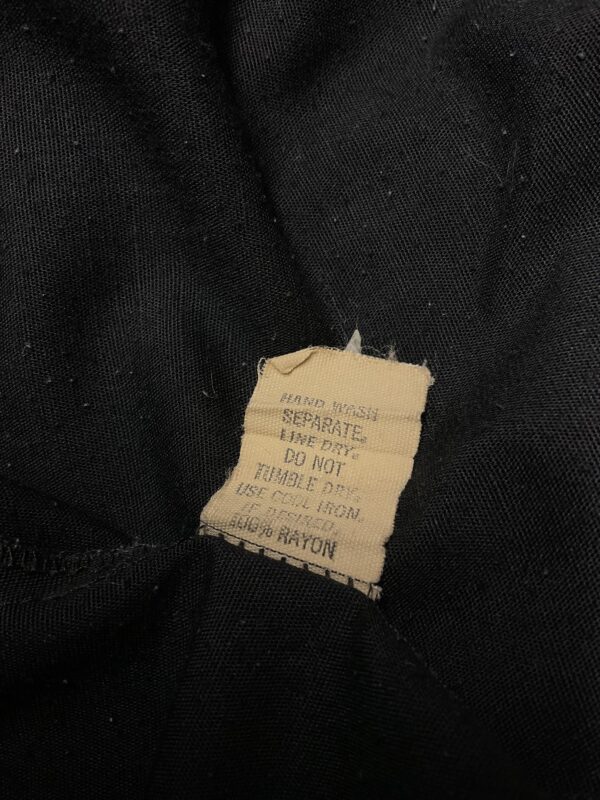 HAND WASH
SEPARATE.
LINE DRY.
DO NOT
TUMBLE DRY.
USE COOL IRON,
IF DESIRED.
100% RAYON